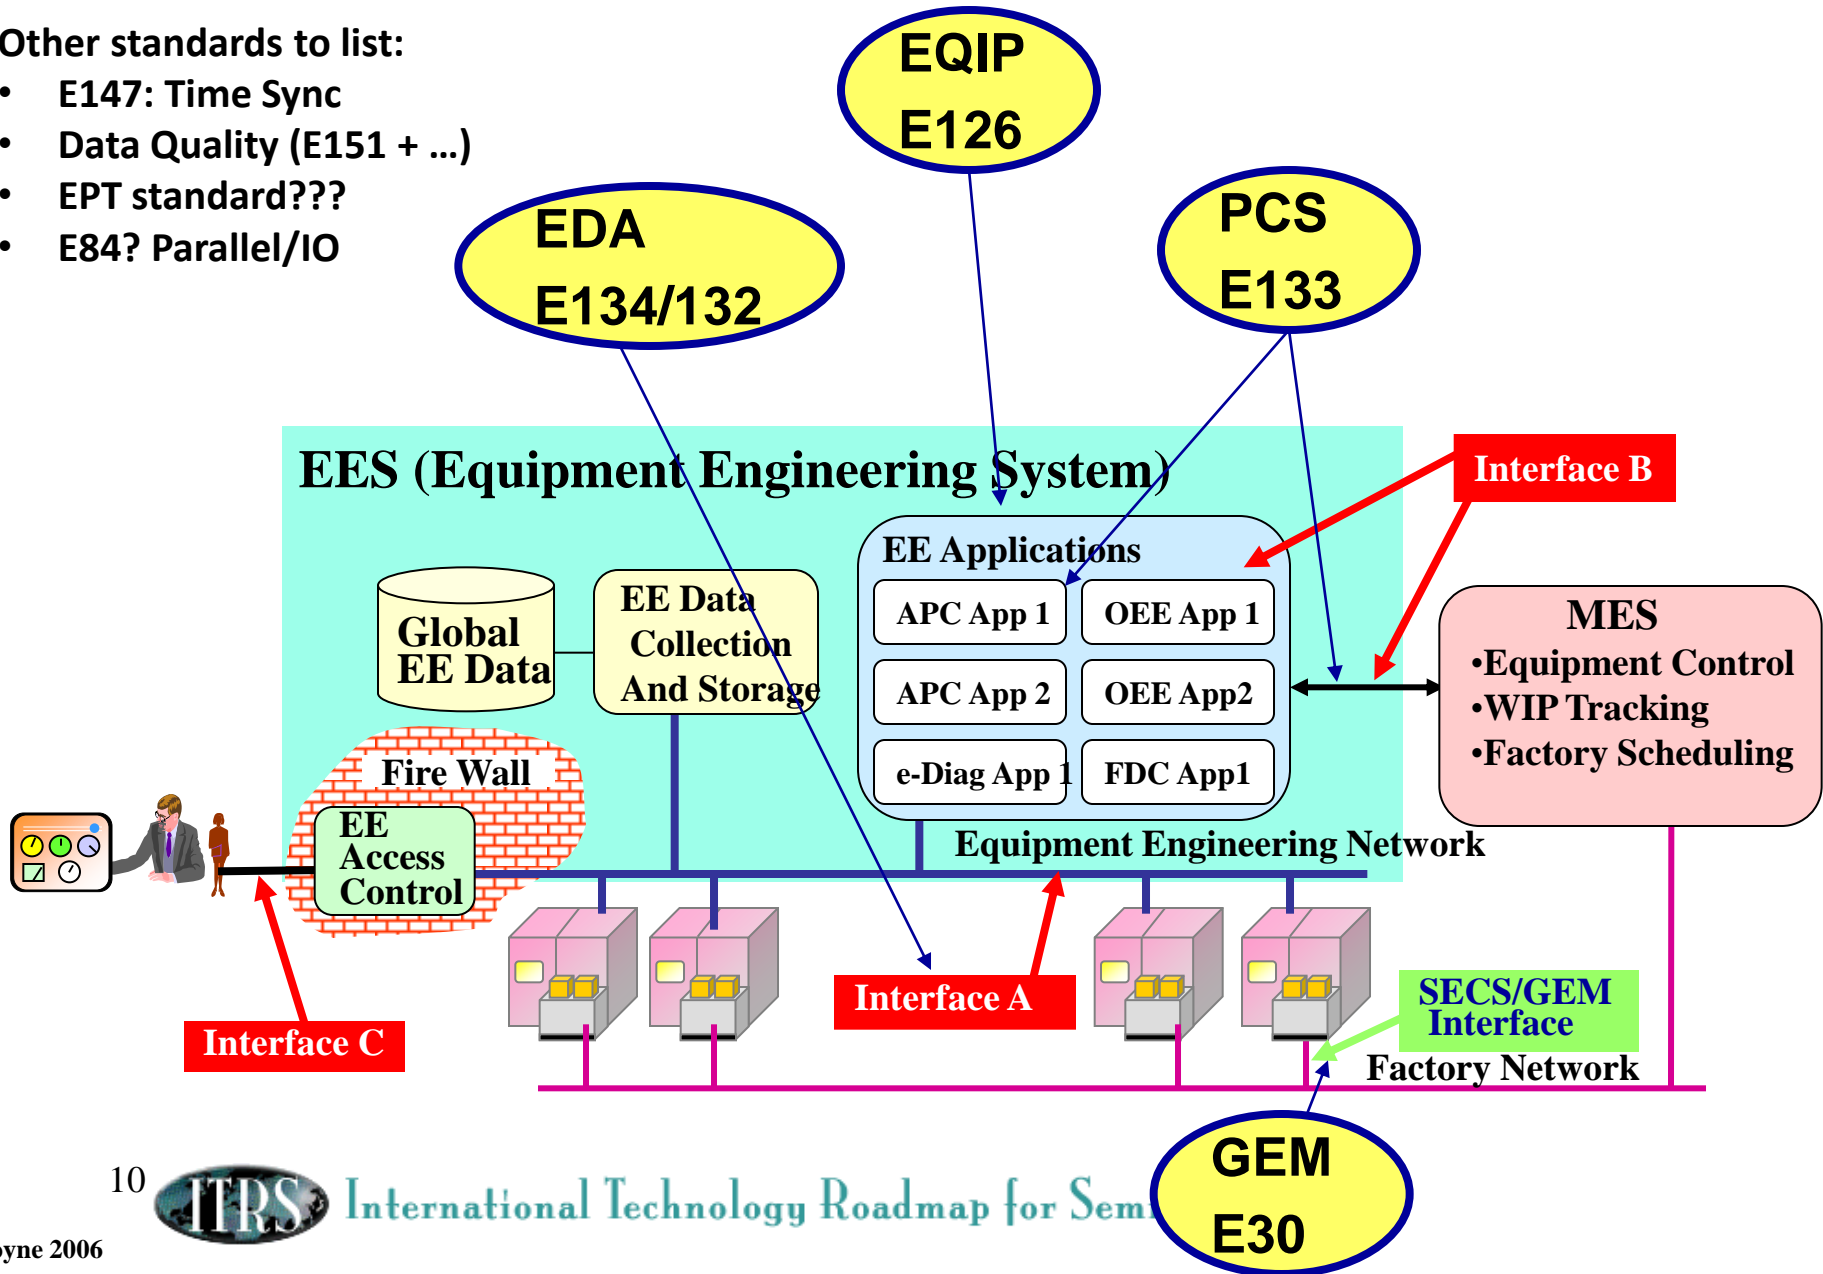 Other standards to list:
• E147: Time Sync
• Data Quality (E151 + …)
• EPT standard???
• E84? Parallel/IO
EQIP
E126
EDA
E134/132
PCS
E133
EES (Equipment Engineering System)
Interface B
EE Applications
APC App 1
OEE App 1
APC App 2
OEE App2
e-Diag App 1
FDC App1
Global
EE Data
EE Data
Collection
And Storage
MES
•Equipment Control
•WIP Tracking
•Factory Scheduling
Fire Wall
EE
Access
Control
Equipment Engineering Network
Interface A
Interface C
SECS/GEM
Interface
Factory Network
GEM
E30
10
ITRS
International Technology Roadmap for Sem
oyne 2006